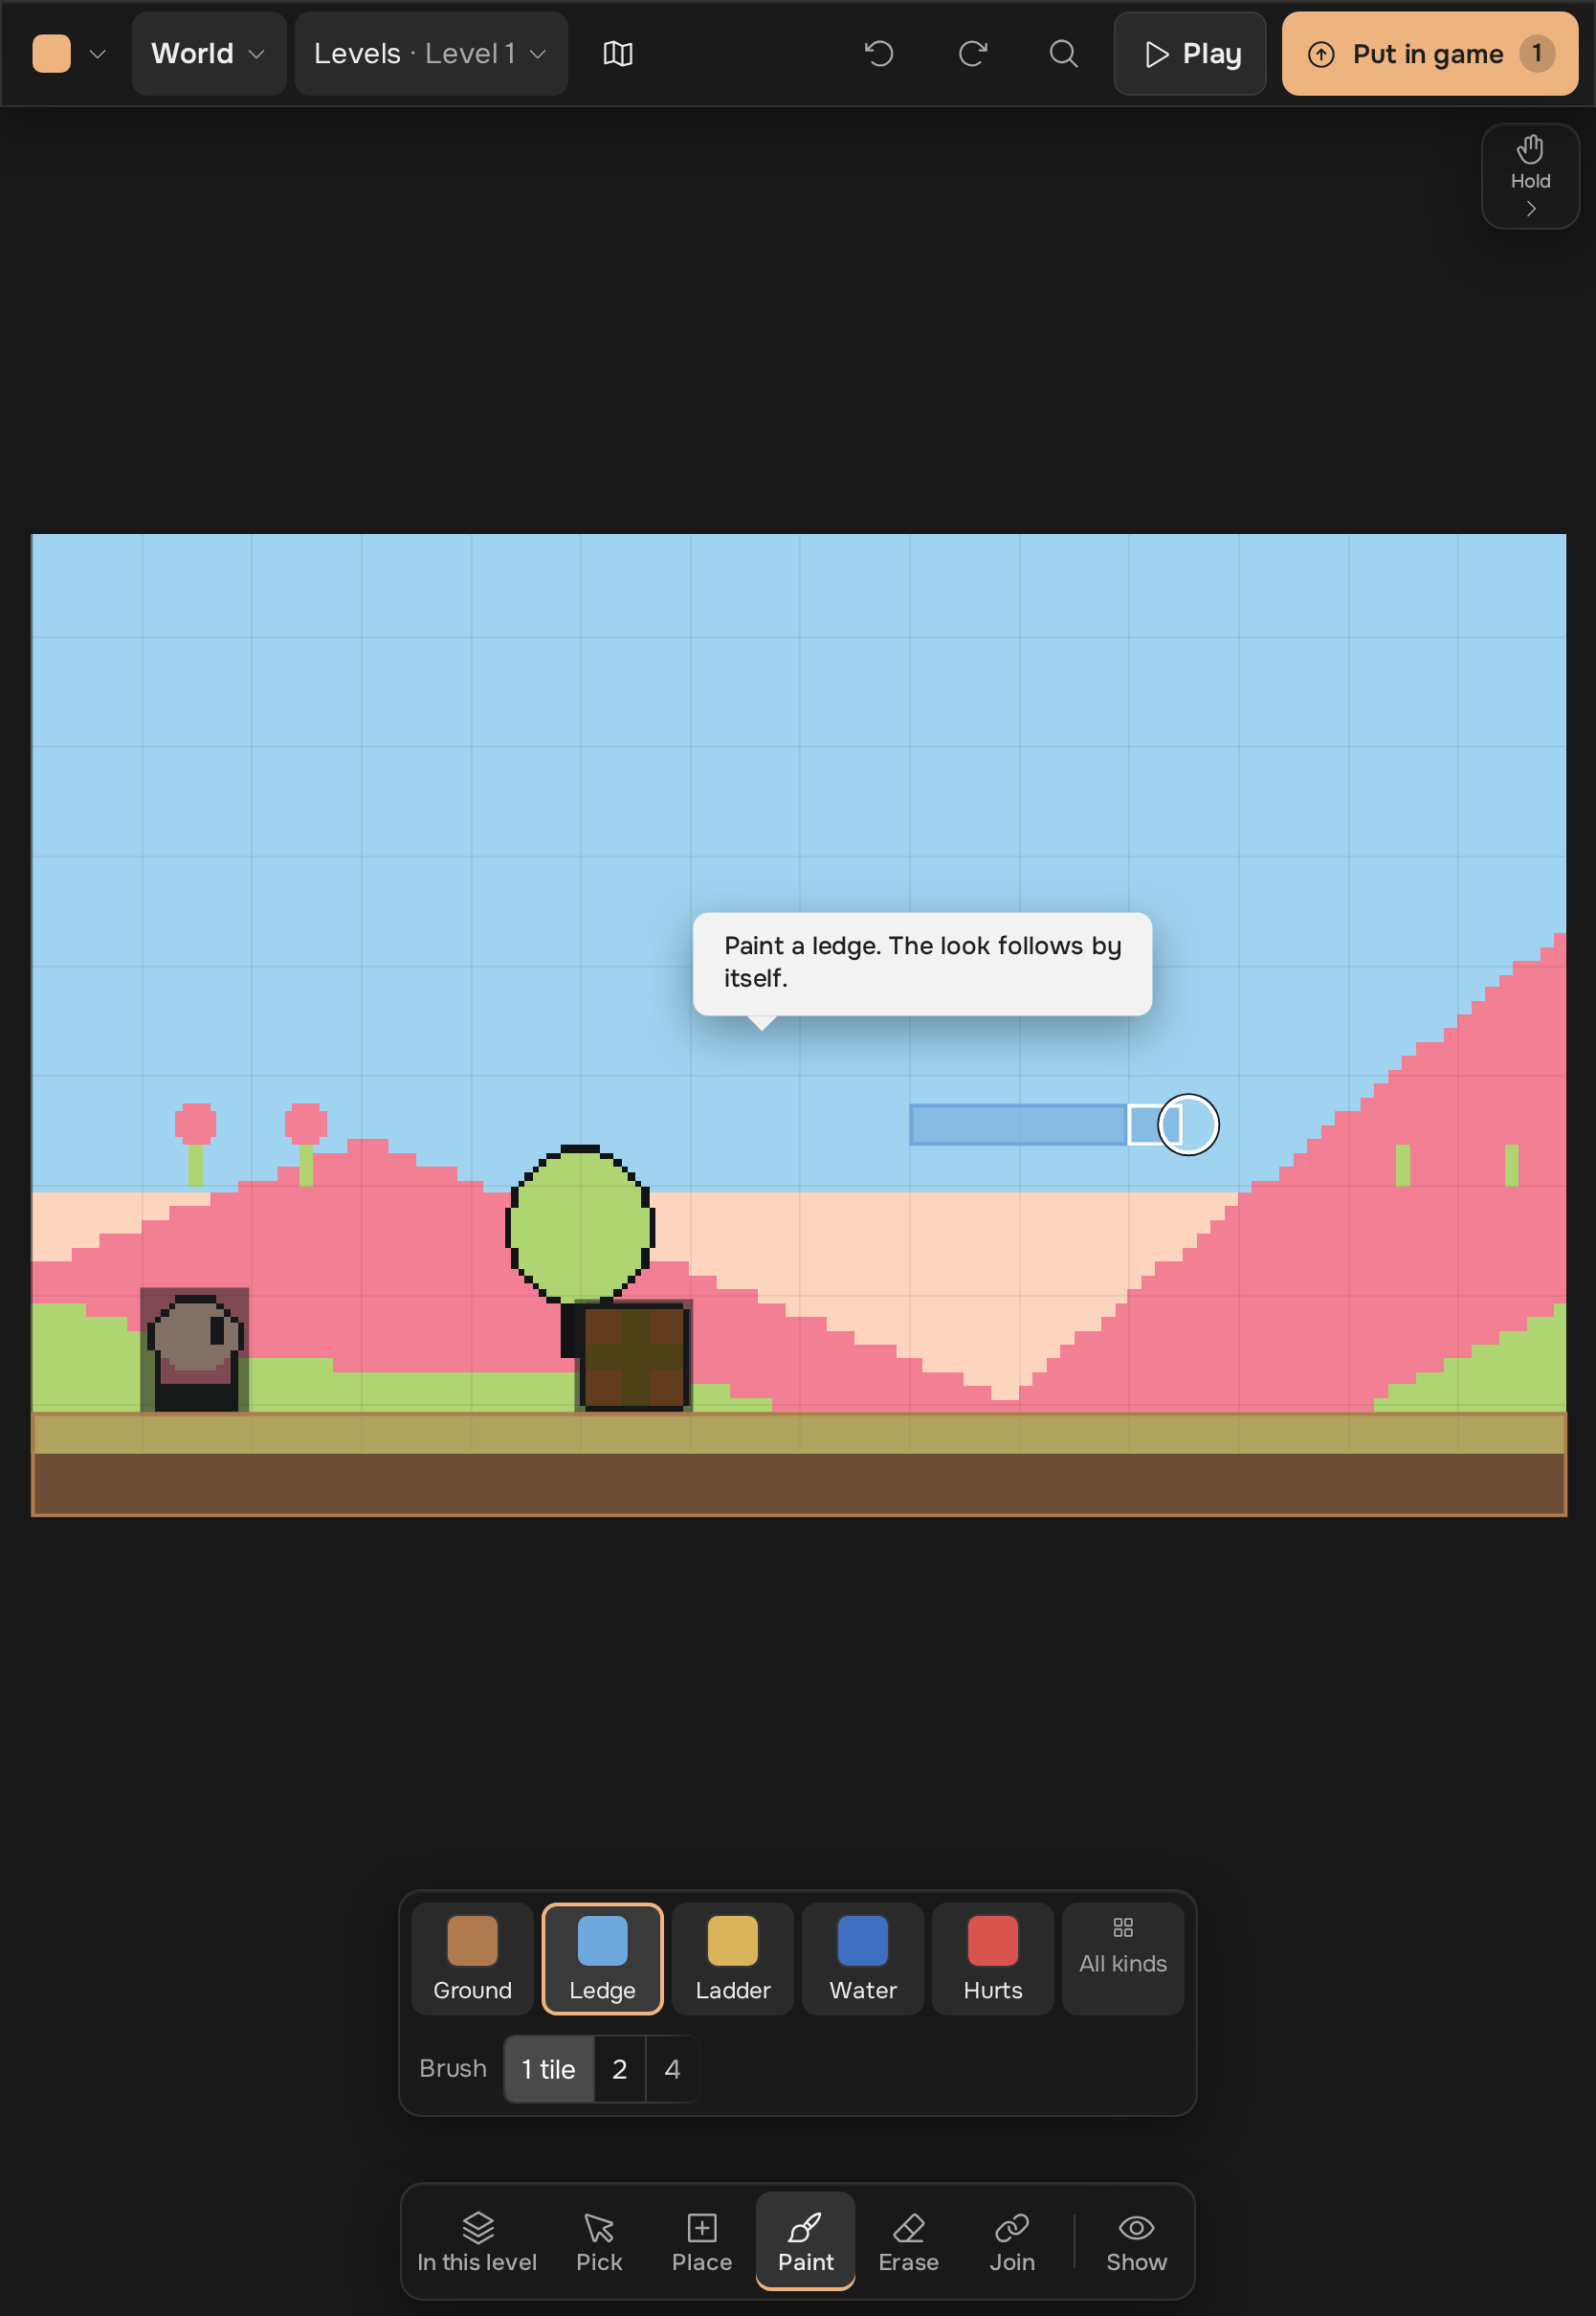 World
Levels · Level 1
Play
Put in game 1
Hold
Paint a ledge. The look follows by
itself.
Ground
Ledge
Ladder
Water
Hurts
All kinds
Brush
1 tile
2
4
In this level
Pick
Place
Paint
Erase
Join
Show